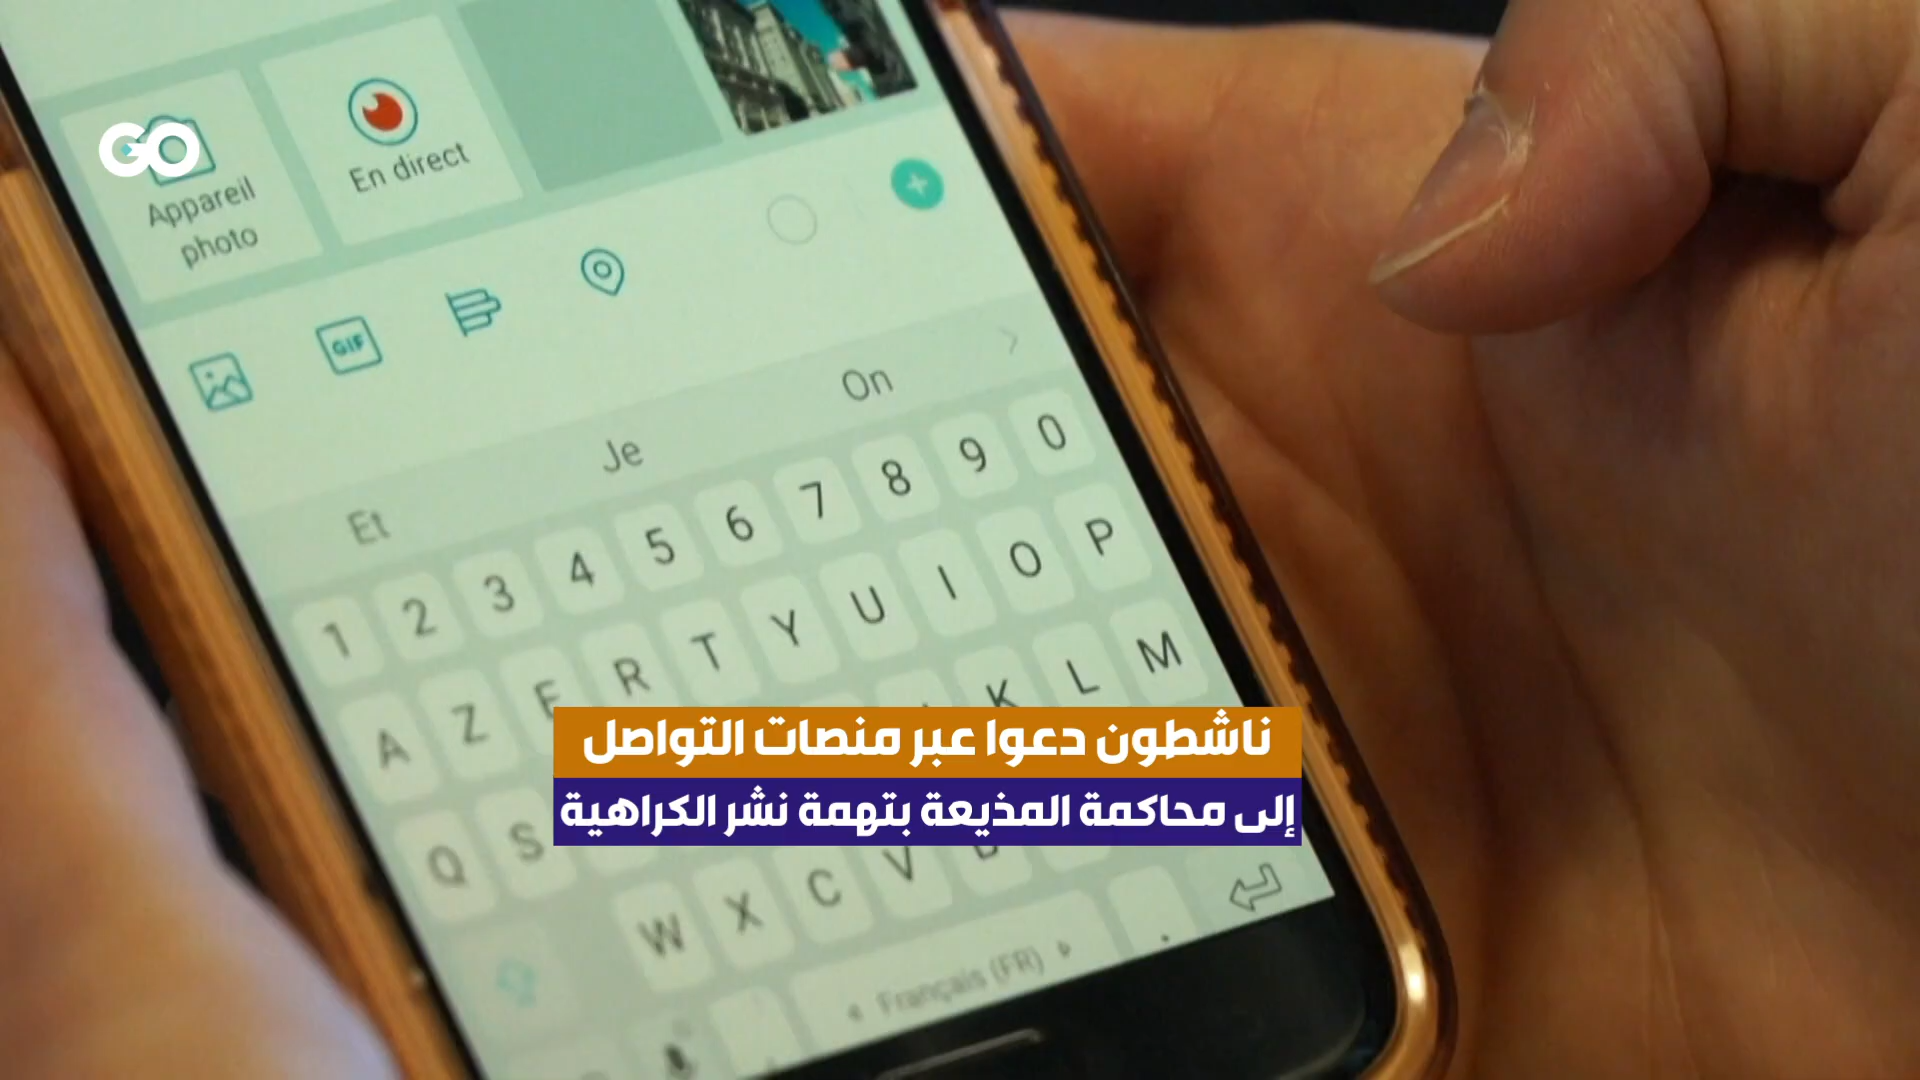 GO
Appareil
photo
En direct
GIF
Et
Je
On
1 2 3 4 5 6 7 8 9 0
A Z E R T Y U I O P
Q S K L M
W X C V B
Français (FR)
ناشطون دعوا عبر منصات التواصل
إلى محاكمة المذيعة بتهمة نشر الكراهية